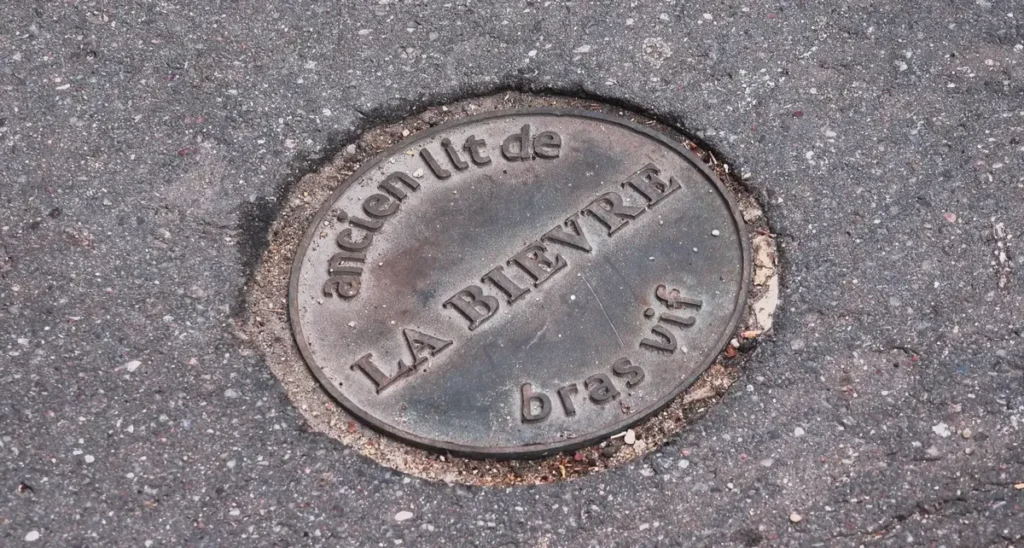 ancien lit de
LA BIEVRE
bras vif